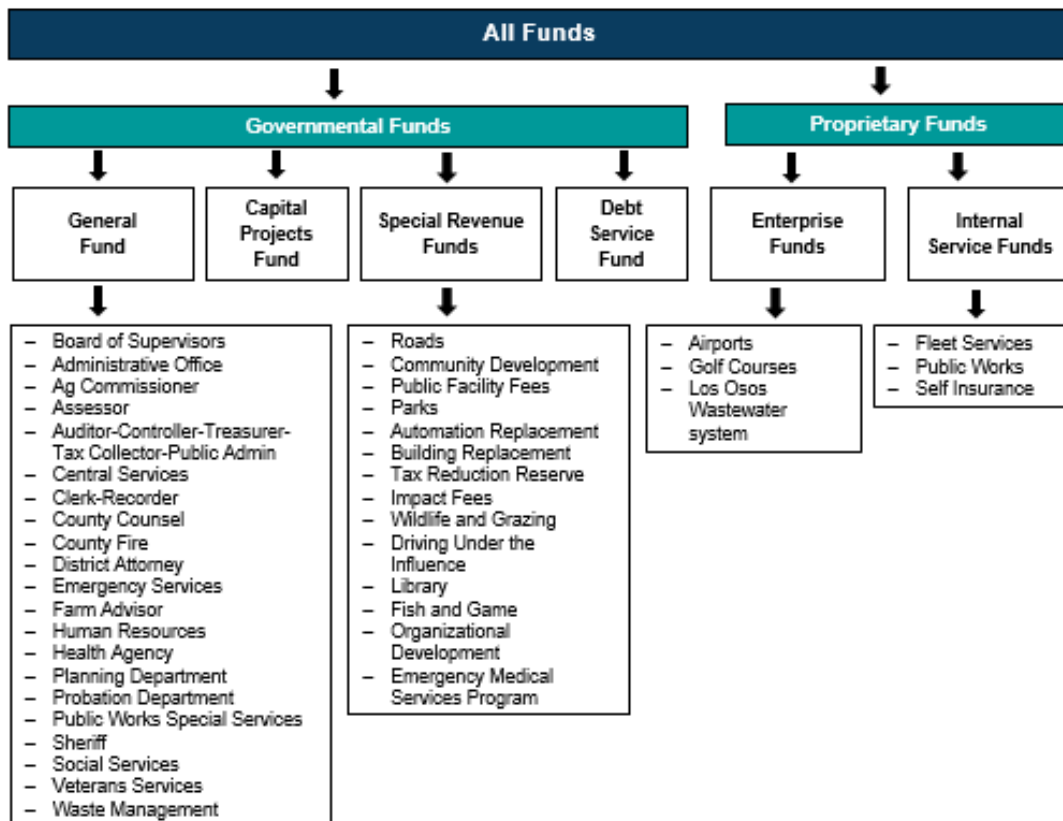 All Funds
Governmental Funds
Proprietary Funds
General
Fund
Capital
Projects
Fund
Special Revenue
Funds
Debt
Service
Fund
Enterprise
Funds
Internal
Service Funds
– Board of Supervisors
– Administrative Office
– Ag Commissioner
– Assessor
– Auditor-Controller-Treasurer-
Tax Collector-Public Admin
– Central Services
– Clerk-Recorder
– County Counsel
– County Fire
– District Attorney
– Emergency Services
– Farm Advisor
– Human Resources
– Health Agency
– Planning Department
– Probation Department
– Public Works Special Services
– Sheriff
– Social Services
– Veterans Services
– Waste Management
– Roads
– Community Development
– Public Facility Fees
– Parks
– Automation Replacement
– Building Replacement
– Tax Reduction Reserve
– Impact Fees
– Wildlife and Grazing
– Driving Under the
Influence
– Library
– Fish and Game
– Organizational
Development
– Emergency Medical
Services Program
– Airports
– Golf Courses
– Los Osos
Wastewater
system
– Fleet Services
– Public Works
– Self Insurance